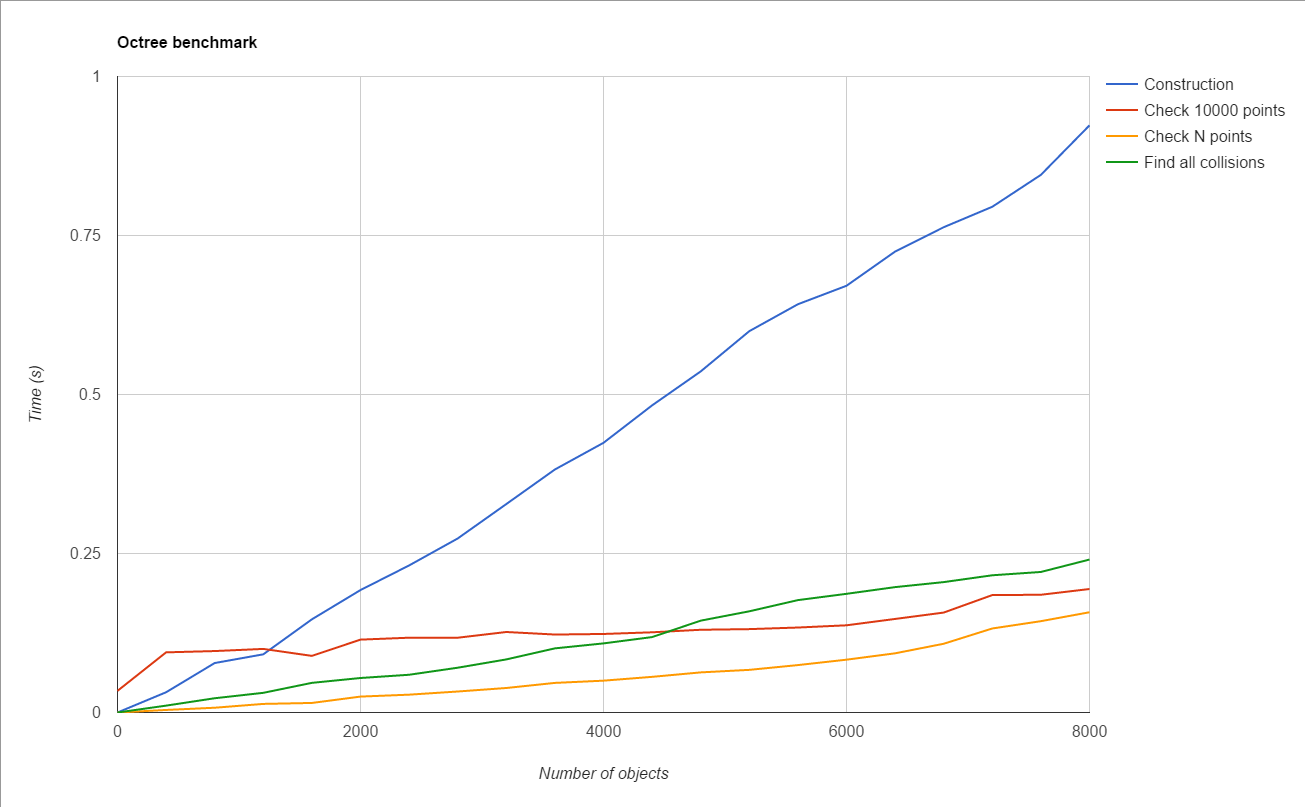 Octree benchmark
1
0.75
0.5
0.25
0
Time (s)
0
2000
4000
6000
8000
Number of objects
Construction
Check 10000 points
Check N points
Find all collisions